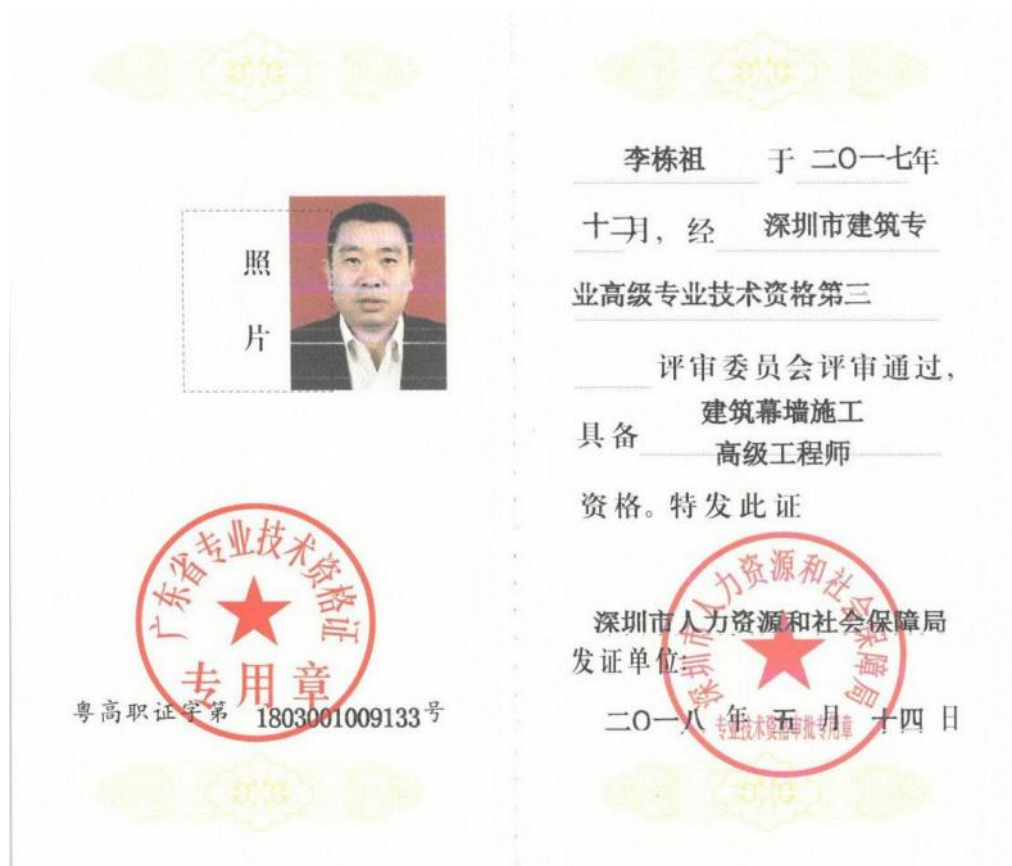 照
片
广东省专业技术资格证
专用章
粤高职证字第 1803001009133号
李栋祖 于 二〇一七年
十二月，经 深圳市建筑专
业高级专业技术资格第三
评审委员会评审通过，
建筑幕墙施工
具备
高级工程师
资格。特发此证
深圳市人力资源和社会保障局
深圳市人力资源和社会保障局
发证单位:
二〇一八 年 五 月 十四 日
专业技术资格审批专用章